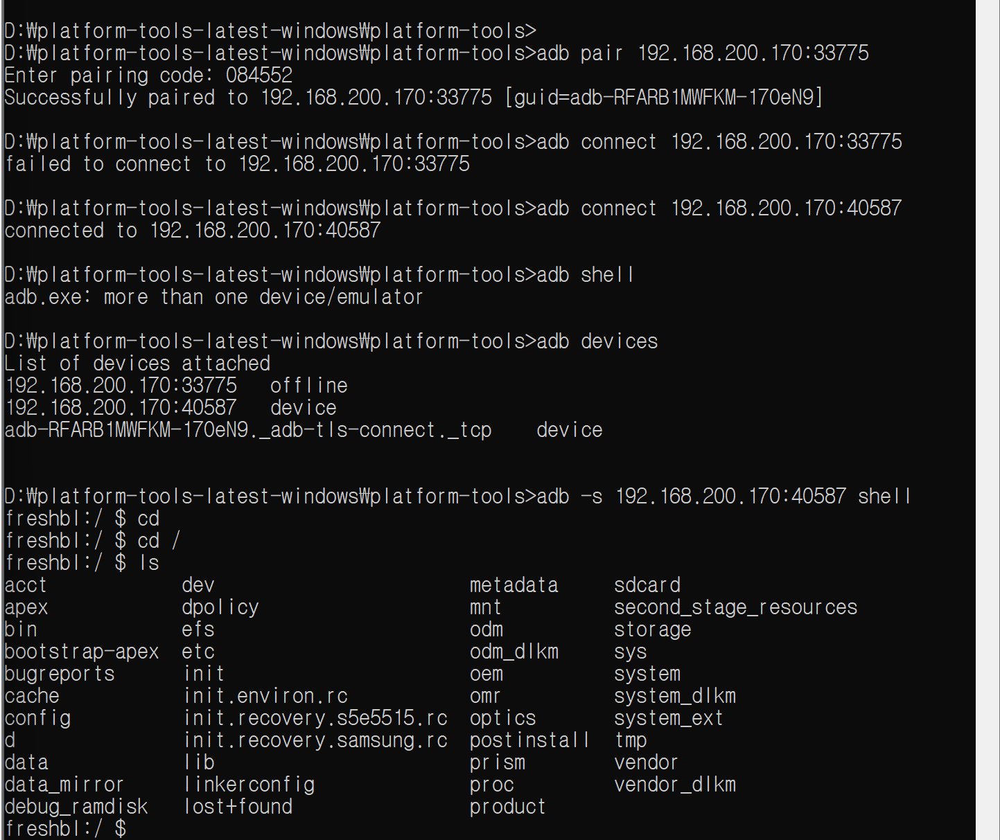 D:₩platform-tools-latest-windows₩platform-tools>
D:₩platform-tools-latest-windows₩platform-tools>adb pair 192.168.200.170:33775
Enter pairing code: 084552
Successfully paired to 192.168.200.170:33775 [guid=adb-RFARB1MWFKM-170eN9]
D:₩platform-tools-latest-windows₩platform-tools>adb connect 192.168.200.170:33775
failed to connect to 192.168.200.170:33775
D:₩platform-tools-latest-windows₩platform-tools>adb connect 192.168.200.170:40587
connected to 192.168.200.170:40587
D:₩platform-tools-latest-windows₩platform-tools>adb shell
adb.exe: more than one device/emulator
D:₩platform-tools-latest-windows₩platform-tools>adb devices
List of devices attached
192.168.200.170:33775   offline
192.168.200.170:40587   device
adb-RFARB1MWFKM-170eN9._adb-tls-connect._tcp    device
D:₩platform-tools-latest-windows₩platform-tools>adb -s 192.168.200.170:40587 shell
freshbl:/ $ cd
freshbl:/ $ cd /
freshbl:/ $ ls
acct            dev                       metadata     sdcard
apex            dpolicy                   mnt          second_stage_resources
bin             efs                       odm          storage
bootstrap-apex  etc                       odm_dlkm     sys
bugreports      init                      oem          system
cache           init.environ.rc           omr          system_dlkm
config          init.recovery.s5e5515.rc  optics       system_ext
d               init.recovery.samsung.rc  postinstall  tmp
data            lib                       prism        vendor
data_mirror     linkerconfig              proc         vendor_dlkm
debug_ramdisk   lost+found                product
freshbl:/ $